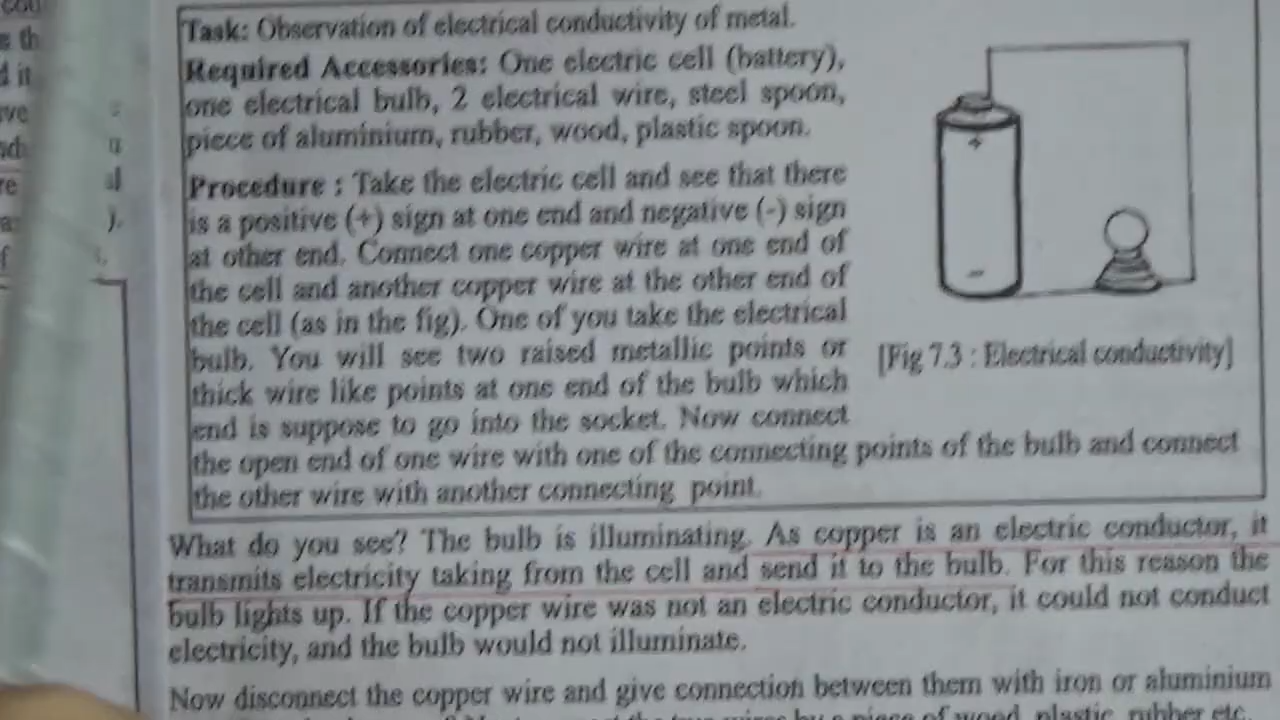 Task: Observation of electrical conductivity of metal.
Required Accessories: One electric cell (battery),
one electrical bulb, 2 electrical wire, steel spoon,
piece of aluminium, rubber, wood, plastic spoon.
Procedure : Take the electric cell and see that there
is a positive (+) sign at one end and negative (-) sign
at other end. Connect one copper wire at one end of
the cell and another copper wire at the other end of
the cell (as in the fig). One of you take the electrical
bulb. You will see two raised metallic points or
thick wire like points at one end of the bulb which
end is suppose to go into the socket. Now connect
the open end of one wire with one of the connecting points of the bulb and connect
the other wire with another connecting point.
+
-
[Fig 7.3 : Electrical conductivity]
What do you see? The bulb is illuminating. As copper is an electric conductor, it
transmits electricity taking from the cell and send it to the bulb. For this reason the
bulb lights up. If the copper wire was not an electric conductor, it could not conduct
electricity, and the bulb would not illuminate.
Now disconnect the copper wire and give connection between them with iron or aluminium
two wires by a piece of wood, plastic, rubber etc.